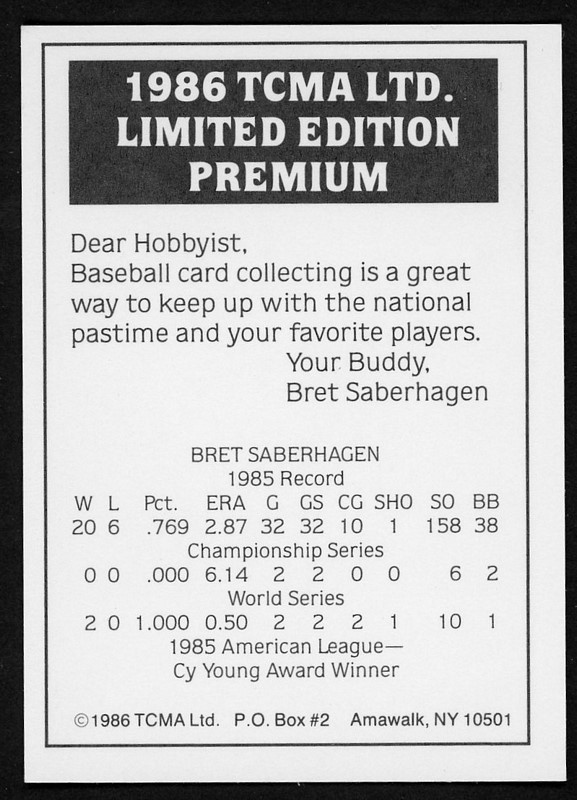 1986 TCMA LTD.
LIMITED EDITION
PREMIUM
Dear Hobbyist,
Baseball card collecting is a great
way to keep up with the national
pastime and your favorite players.
Your Buddy,
Bret Saberhagen
BRET SABERHAGEN
1985 Record
W L Pct. ERA G GS CG SHO SO BB
20 6 .769 2.87 32 32 10 1 158 38
Championship Series
0 0 .000 6.14 2 2 0 0 6 2
World Series
2 0 1.000 0.50 2 2 2 1 10 1
1985 American League—
Cy Young Award Winner
©1986 TCMA Ltd. P.O. Box #2 Amawalk, NY 10501